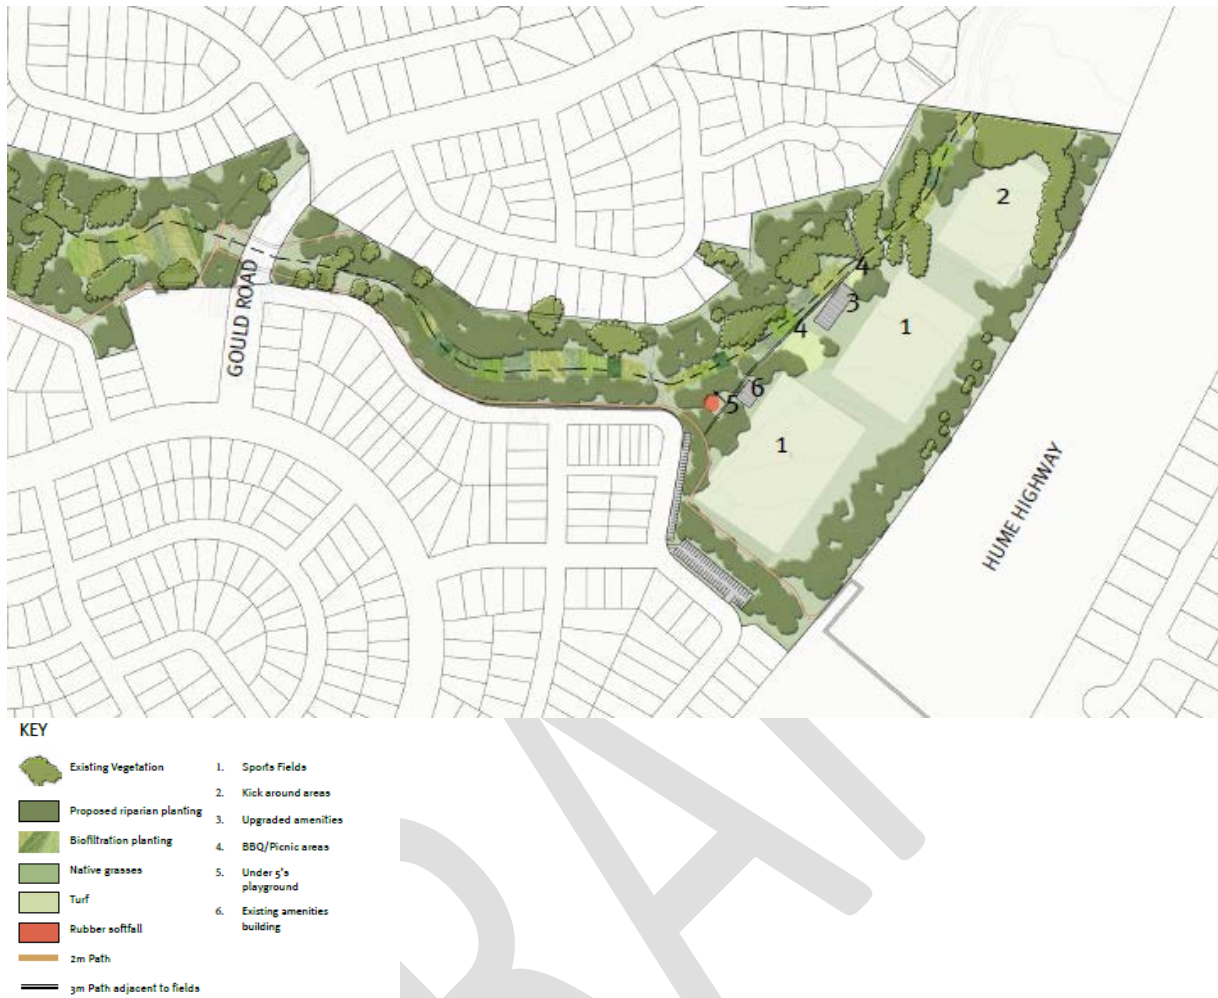 2
4
3
1
4
GOULD ROAD
6
5
1
HUME HIGHWAY
KEY
Existing Vegetation
Proposed riparian planting
Biofiltration planting
Native grasses
Turf
Rubber softfall
2m Path
3m Path adjacent to fields
1. Sports Fields
2. Kick around areas
3. Upgraded amenities
4. BBQ/Picnic areas
5. Under 5's
playground
6. Existing amenities
building